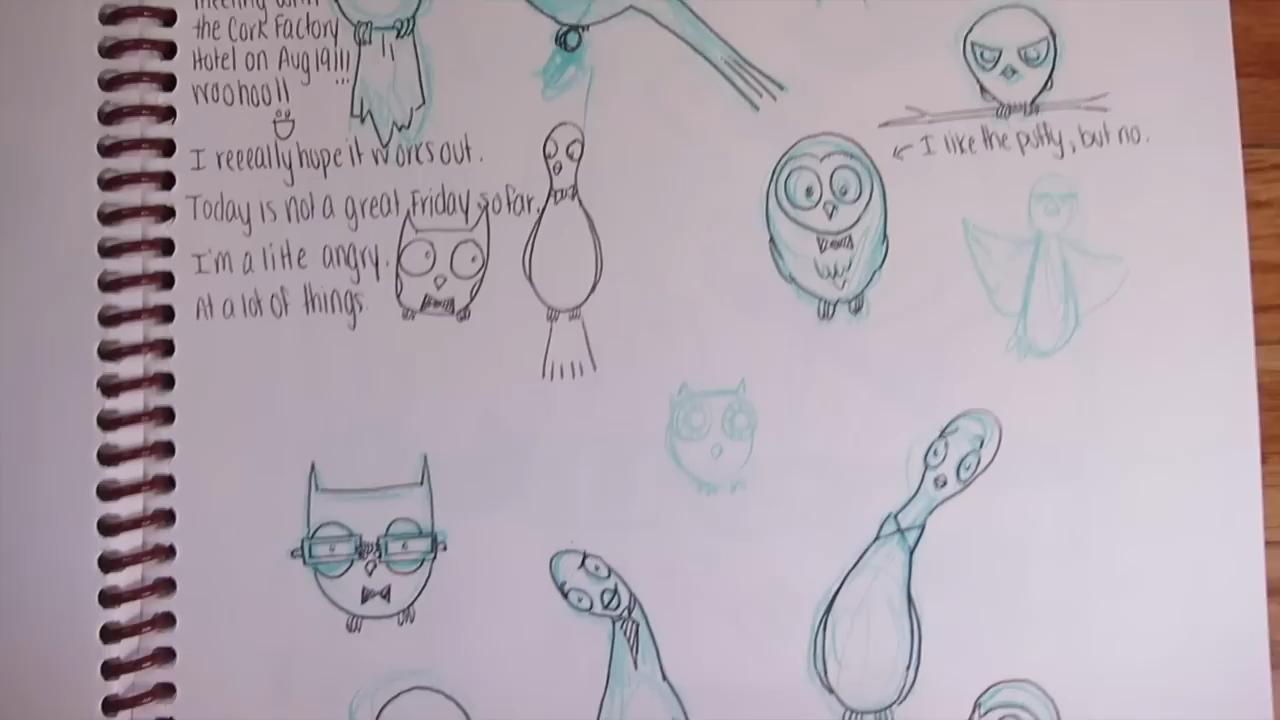 the Cork Factory
Hotel on Aug 19!!!
Woohoo!!
I reeeally hope it works out.
Today is not a great Friday so far.
I'm a little angry.
At a lot of things.
← I like the puffy, but no.